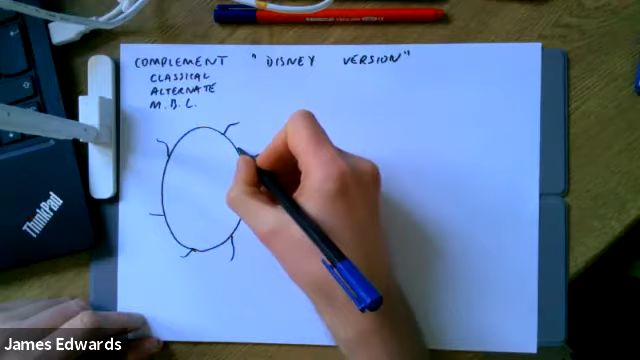 COMPLEMENT "DISNEY VERSION"
CLASSICAL
ALTERNATE
M.B.L.
ThinkPad
James Edwards